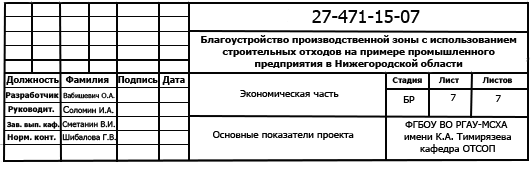 27-471-15-07
Благоустройство производственной зоны с использованием
строительных отходов на примере промышленного
предприятия в Нижегородской области
Должность Фамилия Подпись Дата
Разработчик Вабишевич О.А.
Руководит. Соломин И.А.
Зав. вып. каф. Сметанин В.И.
Норм. конт. Шибалова Г.В.
Экономическая часть
Стадия Лист Листов
БР 7 7
Основные показатели проекта
ФГБОУ ВО РГАУ-МСХА
имени К.А. Тимирязева
кафедра ОТСОП